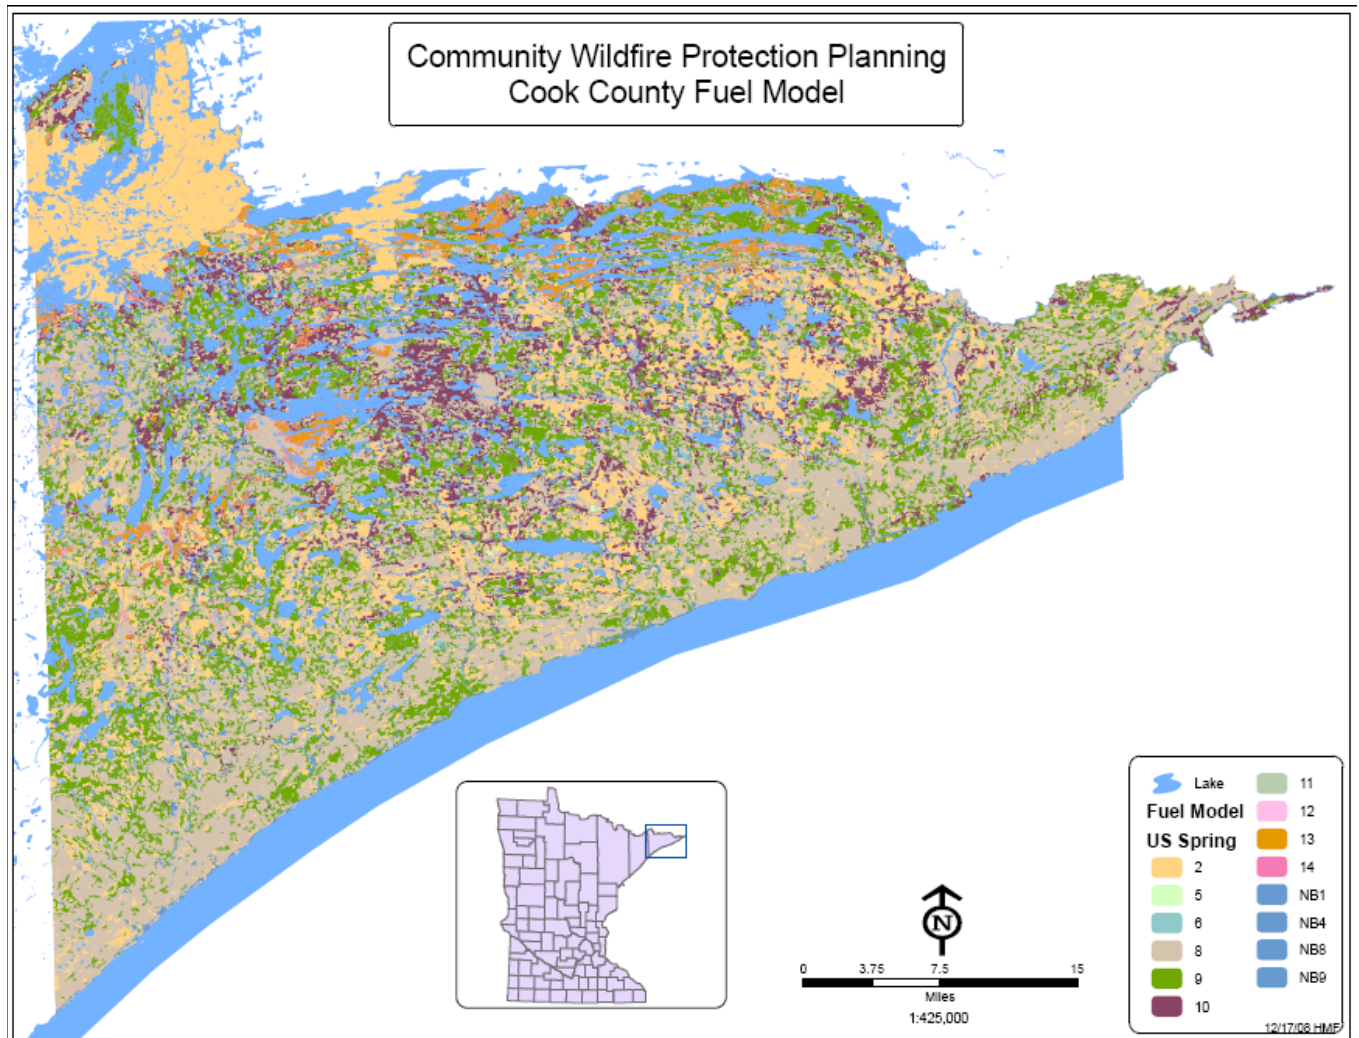 Community Wildfire Protection Planning
Cook County Fuel Model
Lake
Fuel Model
US Spring
2
5
6
8
9
10
11
12
13
14
NB1
NB4
NB8
NB9
12/17/08 HMF
N
0 3.75 7.5 15
Miles
1:425,000